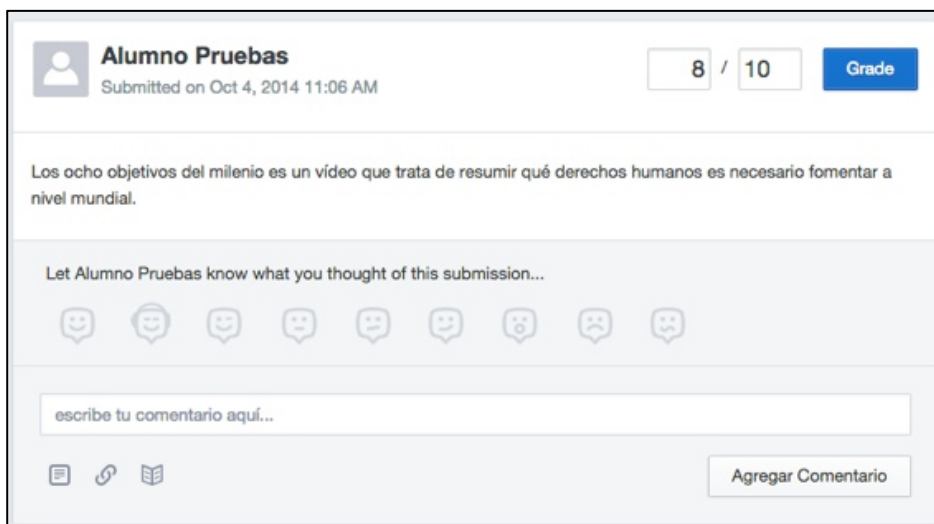 Alumno Pruebas
8 / 10 Grade
Submitted on Oct 4, 2014 11:06 AM
Los ocho objetivos del milenio es un vídeo que trata de resumir qué derechos humanos es necesario fomentar a
nivel mundial.
Let Alumno Pruebas know what you thought of this submission...
escribe tu comentario aquí...
Agregar Comentario